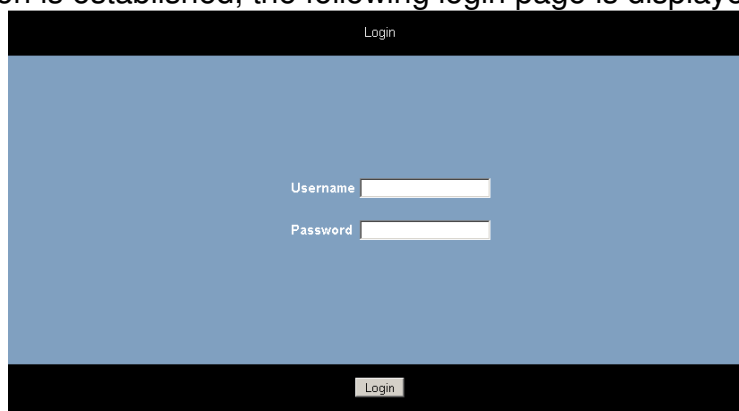 on is established, the following login page is displaye
Login
Username
Password
Login